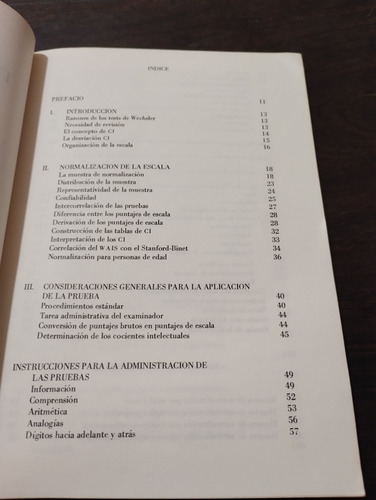 INDICE
PREFACIO 11
I. INTRODUCCION 13
Razones de los tests de Wechsler 13
Necesidad de revisión 13
El concepto de CI 14
La desviación CI 15
Organización de la escala 16
II. NORMALIZACION DE LA ESCALA 18
La muestra de normalización 18
Distribución de la muestra 23
Representatividad de la muestra 24
Confiabilidad 25
Intercorrelación de las pruebas 27
Diferencia entre los puntajes de escala 28
Derivación de los puntajes de escala 28
Construcción de las tablas de CI 32
Interpretación de los CI 33
Correlación del WAIS con el Stanford-Binet 34
Normalización para personas de edad 36
III. CONSIDERACIONES GENERALES PARA LA APLICACION
DE LA PRUEBA 40
Procedimientos estándar 40
Tarea administrativa del examinador 44
Conversión de puntajes brutos en puntajes de escala 44
Determinación de los cocientes intelectuales 45
INSTRUCCIONES PARA LA ADMINISTRACION DE
LAS PRUEBAS 49
Información 49
Comprensión 52
Aritmética 53
Analogías 56
Dígitos hacia adelante y atrás 57